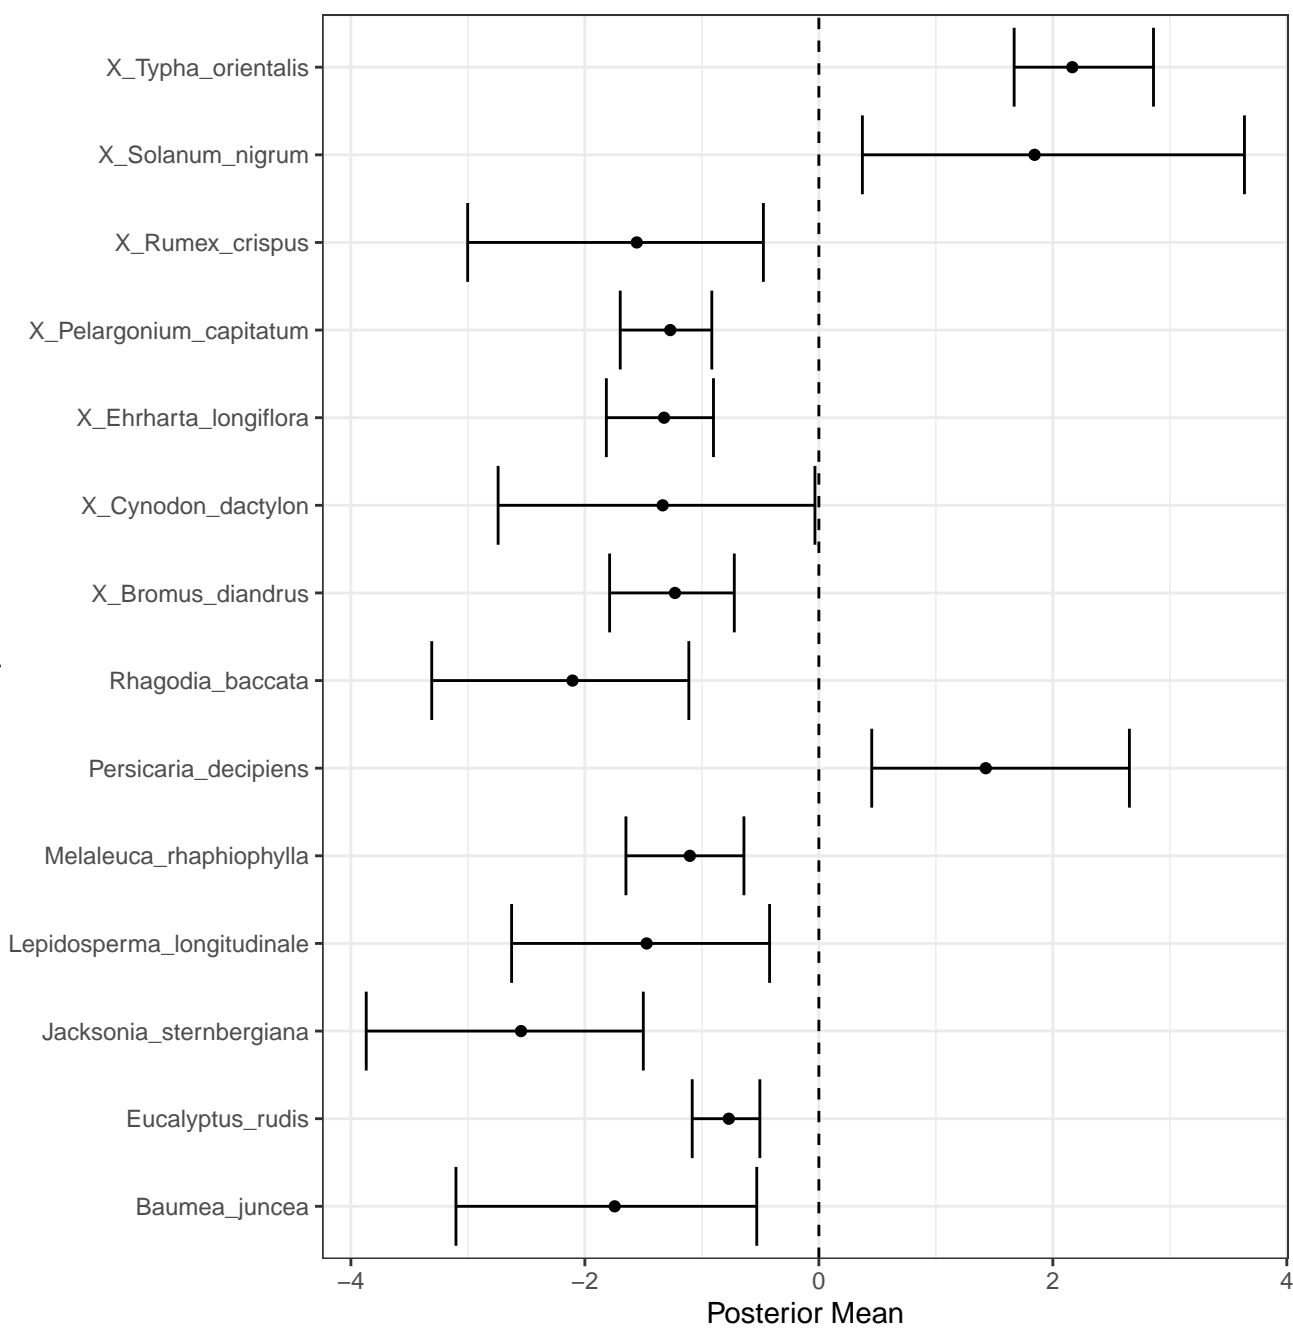 X_Typha_orientalis
X_Solanum_nigrum
X_Rumex_crispus
X_Pelargonium_capitatum
X_Ehrharta_longiflora
X_Cynodon_dactylon
X_Bromus_diandrus
Rhagodia_baccata
Persicaria_decipiens
Melaleuca_rhaphiophylla
Lepidosperma_longitudinale
Jacksonia_sternbergiana
Eucalyptus_rudis
Baumea_juncea
−4 −2 0 2 4
Posterior Mean